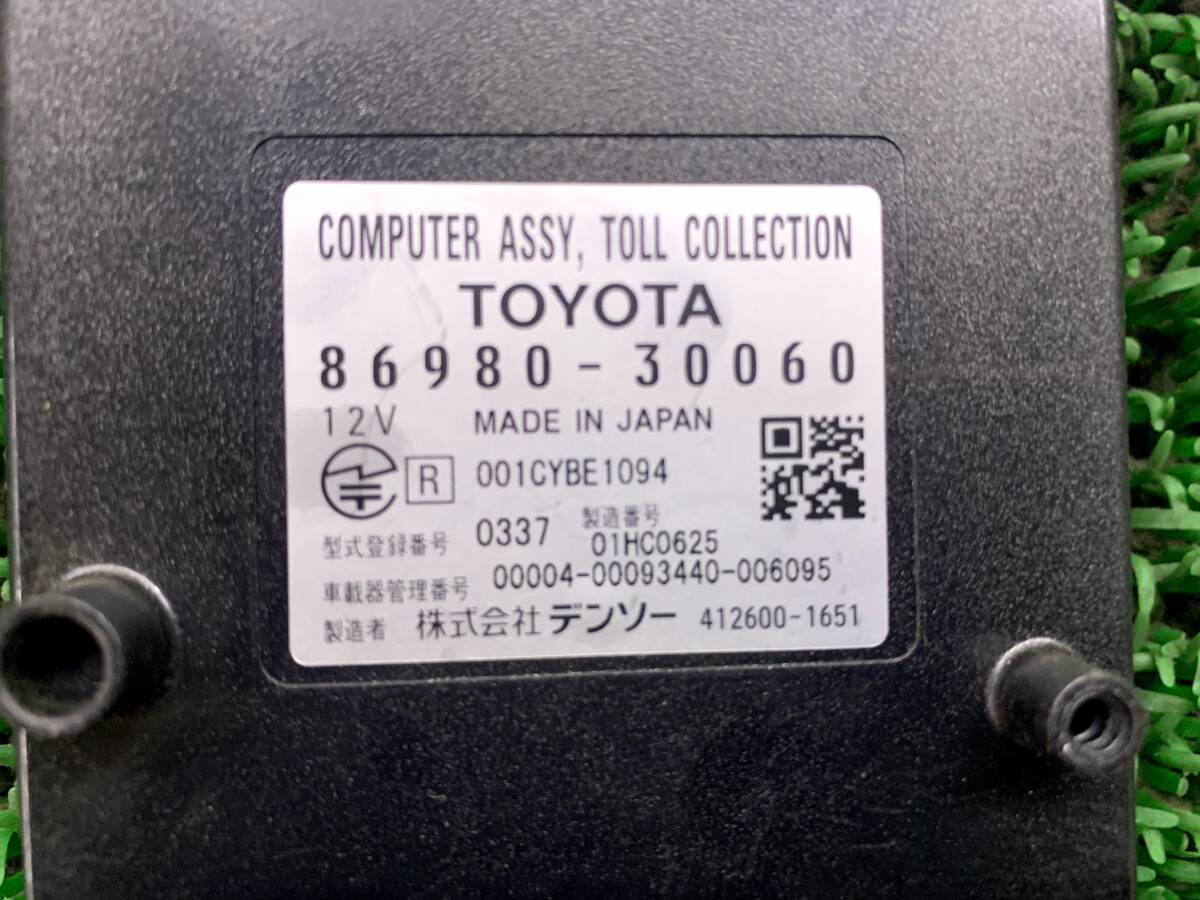 COMPUTER ASSY, TOLL COLLECTION
TOYOTA
86980-30060
12V MADE IN JAPAN
R 001CYBE1094
型式登録番号 0337 製造番号 01HC0625
車載器管理番号 00004-00093440-006095
製造者 株式会社 デンソー 412600-1651